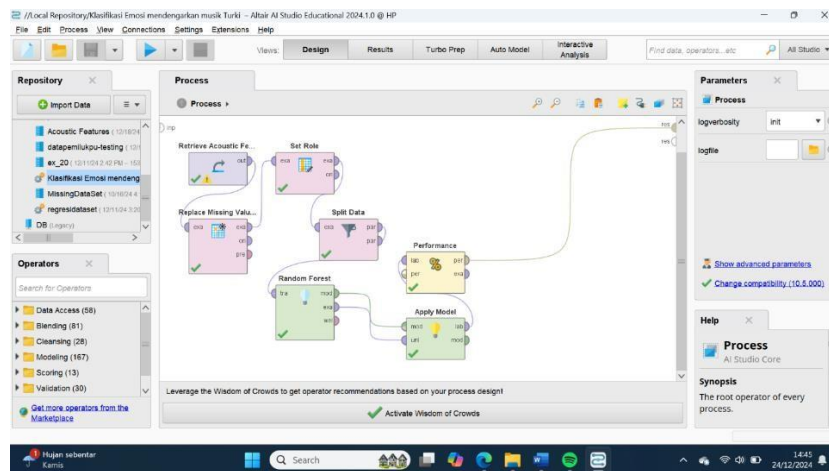 //Local Repository/Klasifikasi Emosi mendengarkan musik Turki – Altair AI Studio Educational 2024.1.0 @ HP
File Edit Process View Connections Settings Extensions Help
Views: Design Results Turbo Prep Auto Model Interactive Analysis
Find data, operators...etc
All Studio
Repository
Import Data
Acoustic Features
datapemilukpu-testing
ex_20
Klasifikasi Emosi mendeng
MissingDataSet
regresidataset
DB (Legacy)
Operators
Search for Operators
Data Access (58)
Blending (81)
Cleansing (28)
Modeling (167)
Scoring (13)
Validation (30)
Get more operators from the Marketplace
Process
Process
inp
res
res
Retrieve Acoustic Fe...
out
Set Role
exa exa
ori
Replace Missing Valu...
exa exa
ori
pre
Split Data
exa par
par
Performance
lab per
per exa
Random Forest
tra mod
exa
wei
Apply Model
mod lab
unl mod
Leverage the Wisdom of Crowds to get operator recommendations based on your process design!
Activate Wisdom of Crowds
Parameters
Process
logverbosity init
logfile
Show advanced parameters
Change compatibility (10.5.000)
Help
Process
AI Studio Core
Synopsis
The root operator of every process.
Hujan sebentar
Kamis
Search
14:45
24/12/2024